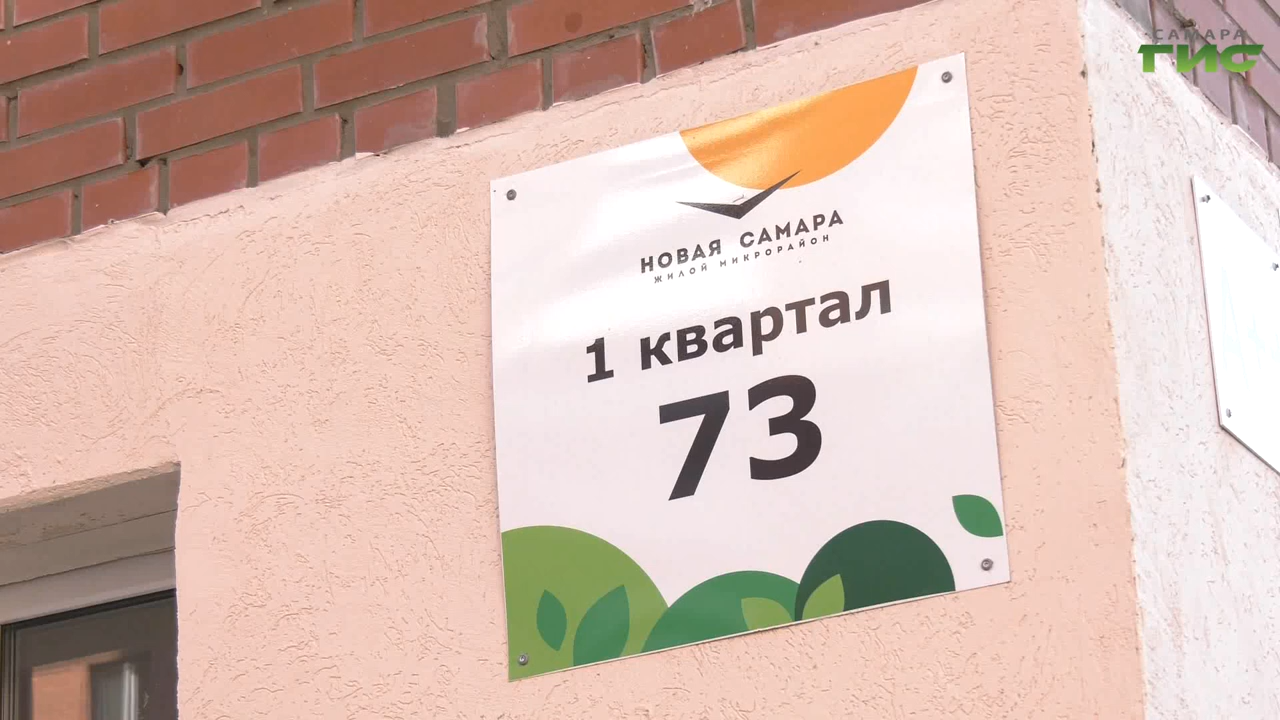 САМАРА
ГИС
НОВАЯ САМАРА
ЖИЛОЙ МИКРОРАЙОН
1 квартал
73